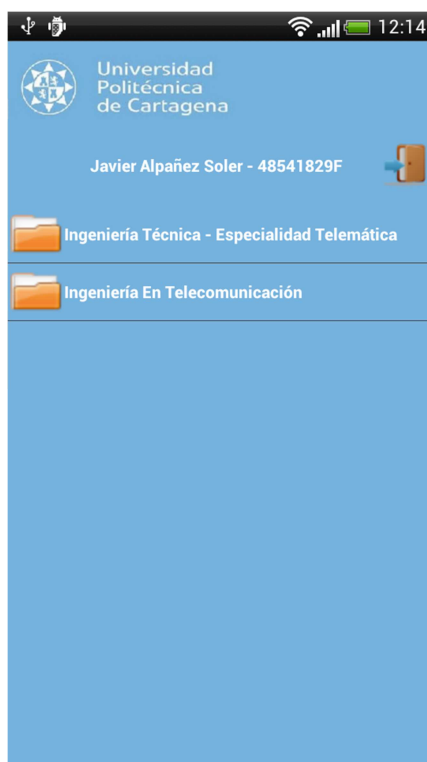 12:14
Universidad
Politécnica
de Cartagena
Javier Alpañez Soler - 48541829F
Ingeniería Técnica - Especialidad Telemática
Ingeniería En Telecomunicación